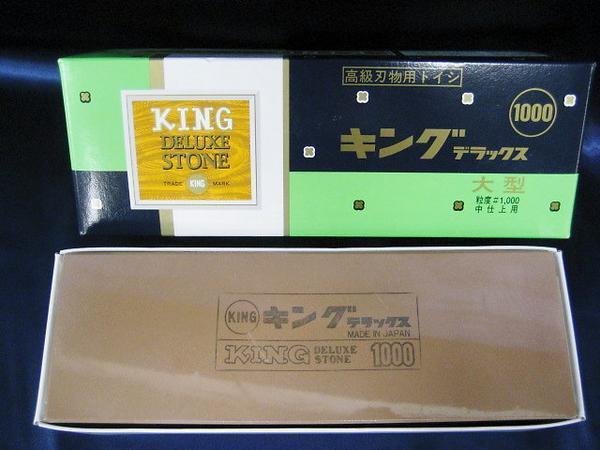 高級刃物用トイシ
1000
キングデラックス
KING
DELUXE
STONE
TRADE KING MARK
大型
粒度#1,000
中仕上用
KING キングデラックス
MADE IN JAPAN
KING DELUXE STONE 1000